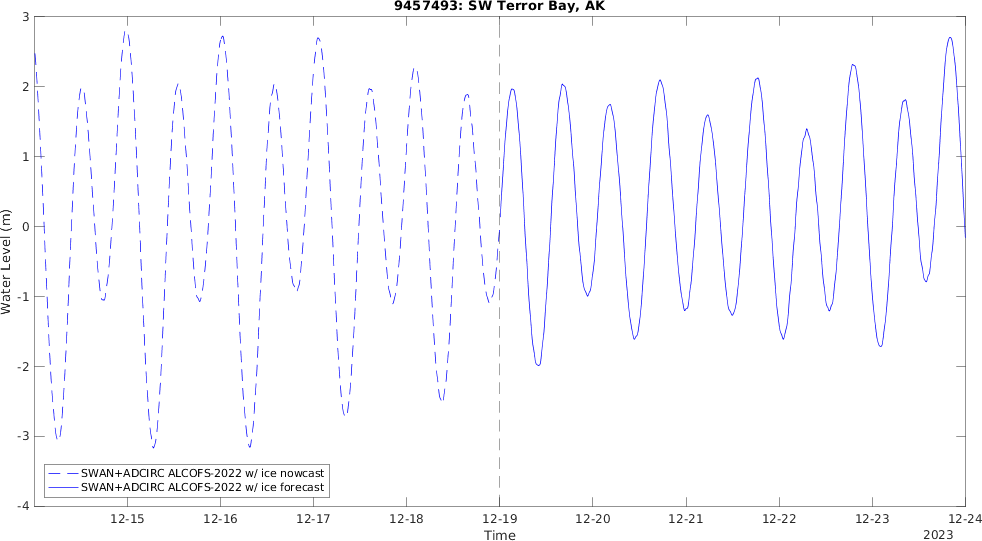 9457493: SW Terror Bay, AK
3
2
1
0
-1
-2
-3
-4
Water Level (m)
SWAN+ADCIRC ALCOFS-2022 w/ ice nowcast
SWAN+ADCIRC ALCOFS-2022 w/ ice forecast
12-15 12-16 12-17 12-18 12-19 12-20 12-21 12-22 12-23 12-24
Time
2023